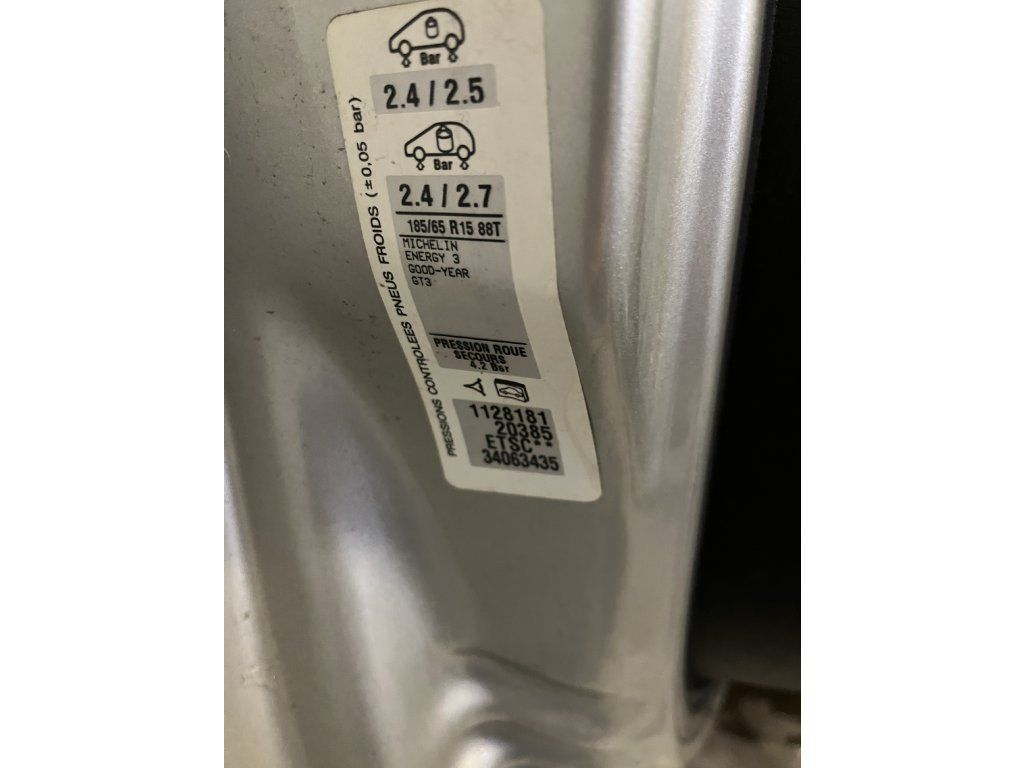 Bar
2.4 / 2.5
Bar
2.4 / 2.7
185/65 R15 88T
MICHELIN
ENERGY 3
GOOD-YEAR
GT3
PRESSION ROUE
SECOURS
4.2 Bar
1128181
20385
ETSC**
34063435
PRESSIONS CONTROLEES PNEUS FROIDS (±0,05 bar)